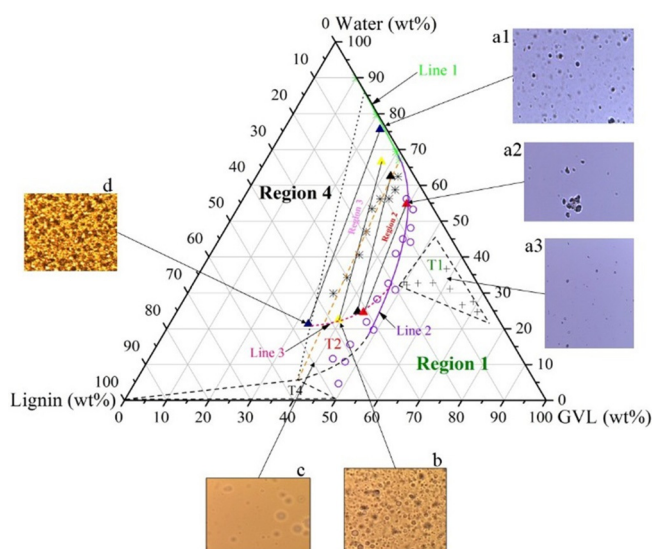 0 Water (wt%)
a1
100
10
90
Line 1
20
80
30
70
a2
40
d
Region 4
60
50
Region 3
Region 2
50
60
40
a3
T1
70
30
80
20
Line 3
T2
Line 2
90
Region 1
10
100
T4
Lignin (wt%)
0
0 10 20 30 40 50 60 70 80 90 100
GVL (wt%)
c
b